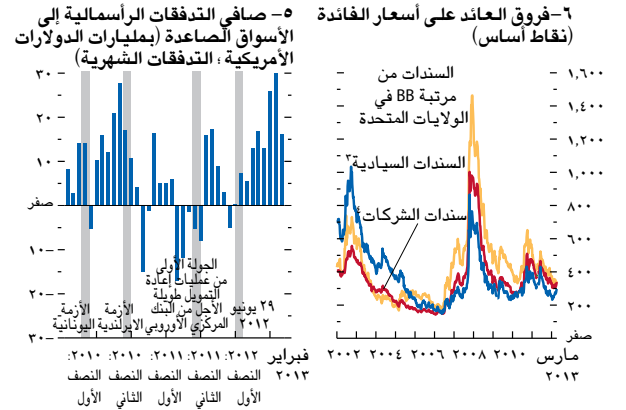 ٥– صافي التدفقات الرأسمالية إلى
الأسواق الصاعدة (بمليارات الدولارات
الأمريكية؛ التدفقات الشهرية)
٣٠
٢٠
١٠
صفر
١٠–
٢٠–
٣٠–
الأزمة
اليونانية
الأزمة
الايرلندية
الجولة الأولى
من عمليات إعادة
التمويل طويلة
الأجل من البنك
المركزي الأوروبي
٢٩ يونيو
٢٠١٢
٢٠١٠:
النصف
الأول
٢٠١٠:
النصف
الثاني
٢٠١١:
النصف
الأول
٢٠١١:
النصف
الثاني
٢٠١٢:
النصف
الأول
فبراير
٢٠١٣
٦–فروق العائد على أسعار الفائدة
(نقاط أساس)
السندات من
مرتبة BB في
الولايات المتحدة
السندات السيادية٣
سندات الشركات٤
١,٦٠٠
١,٤٠٠
١,٢٠٠
١,٠٠٠
٨٠٠
٦٠٠
٤٠٠
٢٠٠
صفر
٢٠٠٢ ٢٠٠٤ ٢٠٠٦ ٢٠٠٨ ٢٠١٠ مارس
٢٠١٣